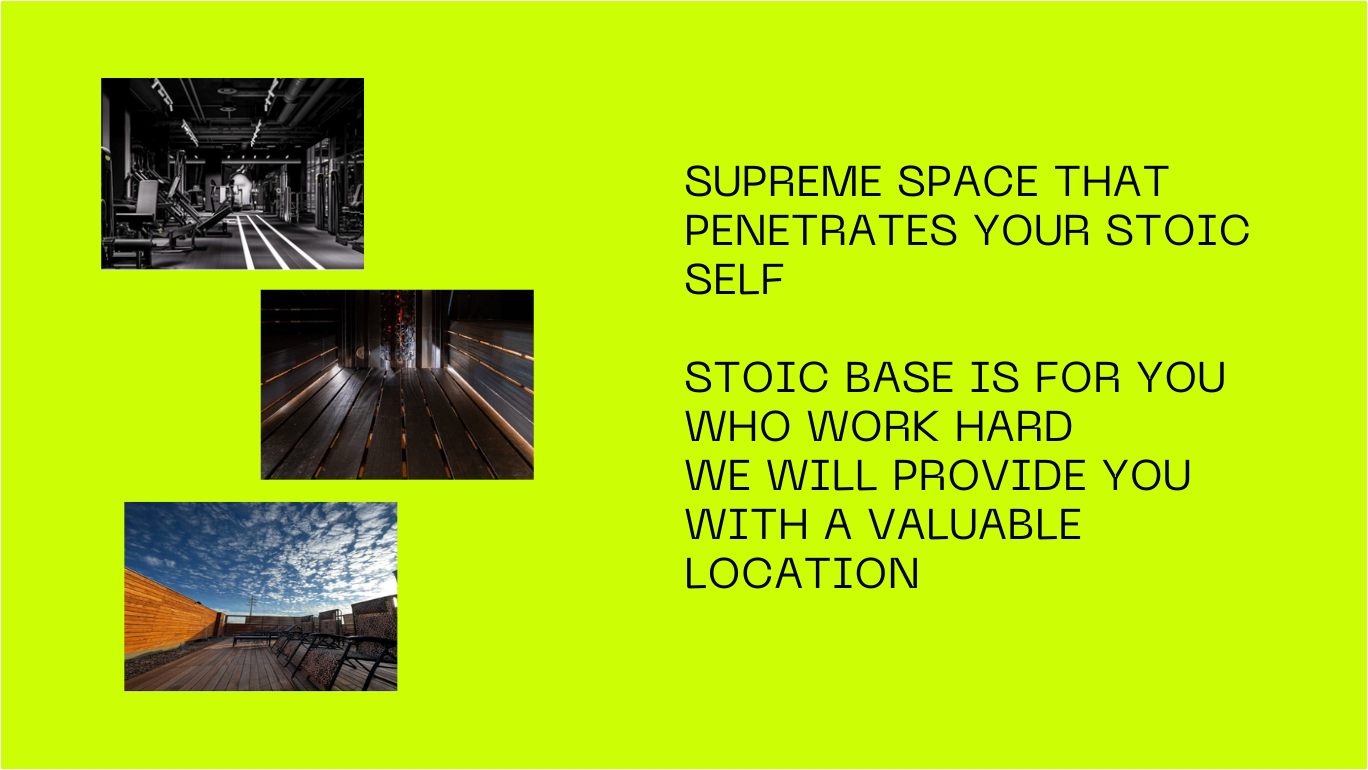 SUPREME SPACE THAT
PENETRATES YOUR STOIC
SELF
STOIC BASE IS FOR YOU
WHO WORK HARD
WE WILL PROVIDE YOU
WITH A VALUABLE
LOCATION